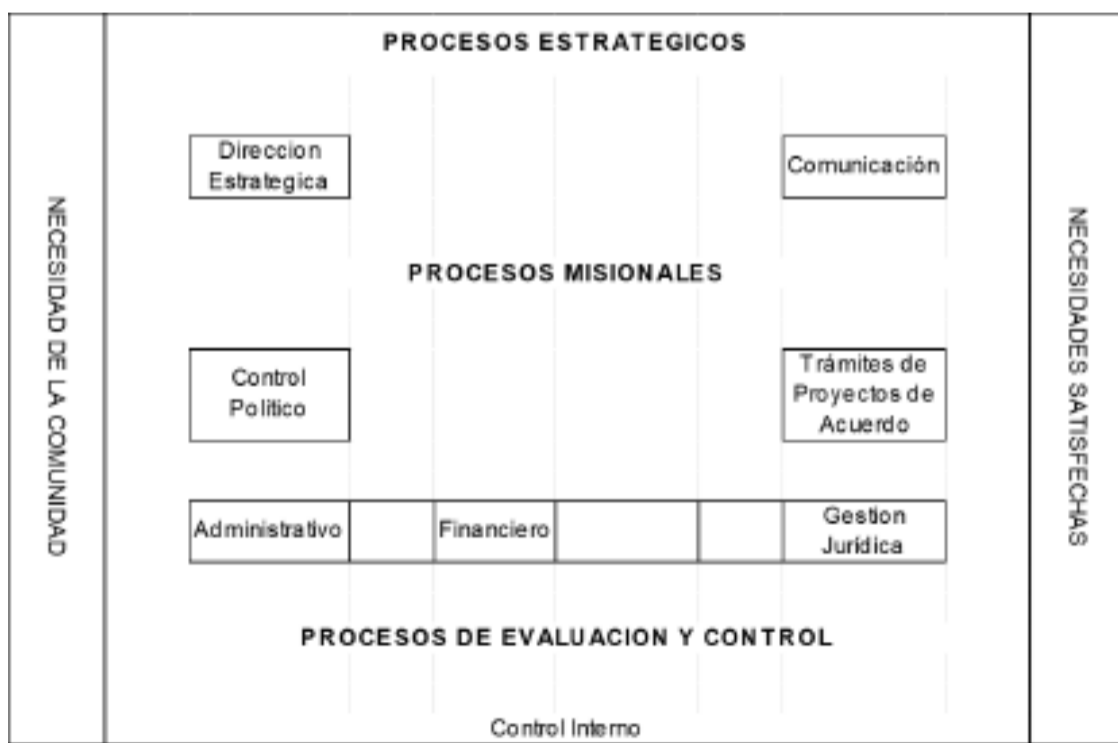 PROCESOS ESTRATEGICOS
Direccion
Estrategica
Comunicación
NECESIDAD DE LA COMUNIDAD
NECESIDADES SATISFECHAS
PROCESOS MISIONALES
Control
Político
Trámites de
Proyectos de
Acuerdo
Administrativo
Financiero
Gestion
Jurídica
PROCESOS DE EVALUACION Y CONTROL
Control Interno